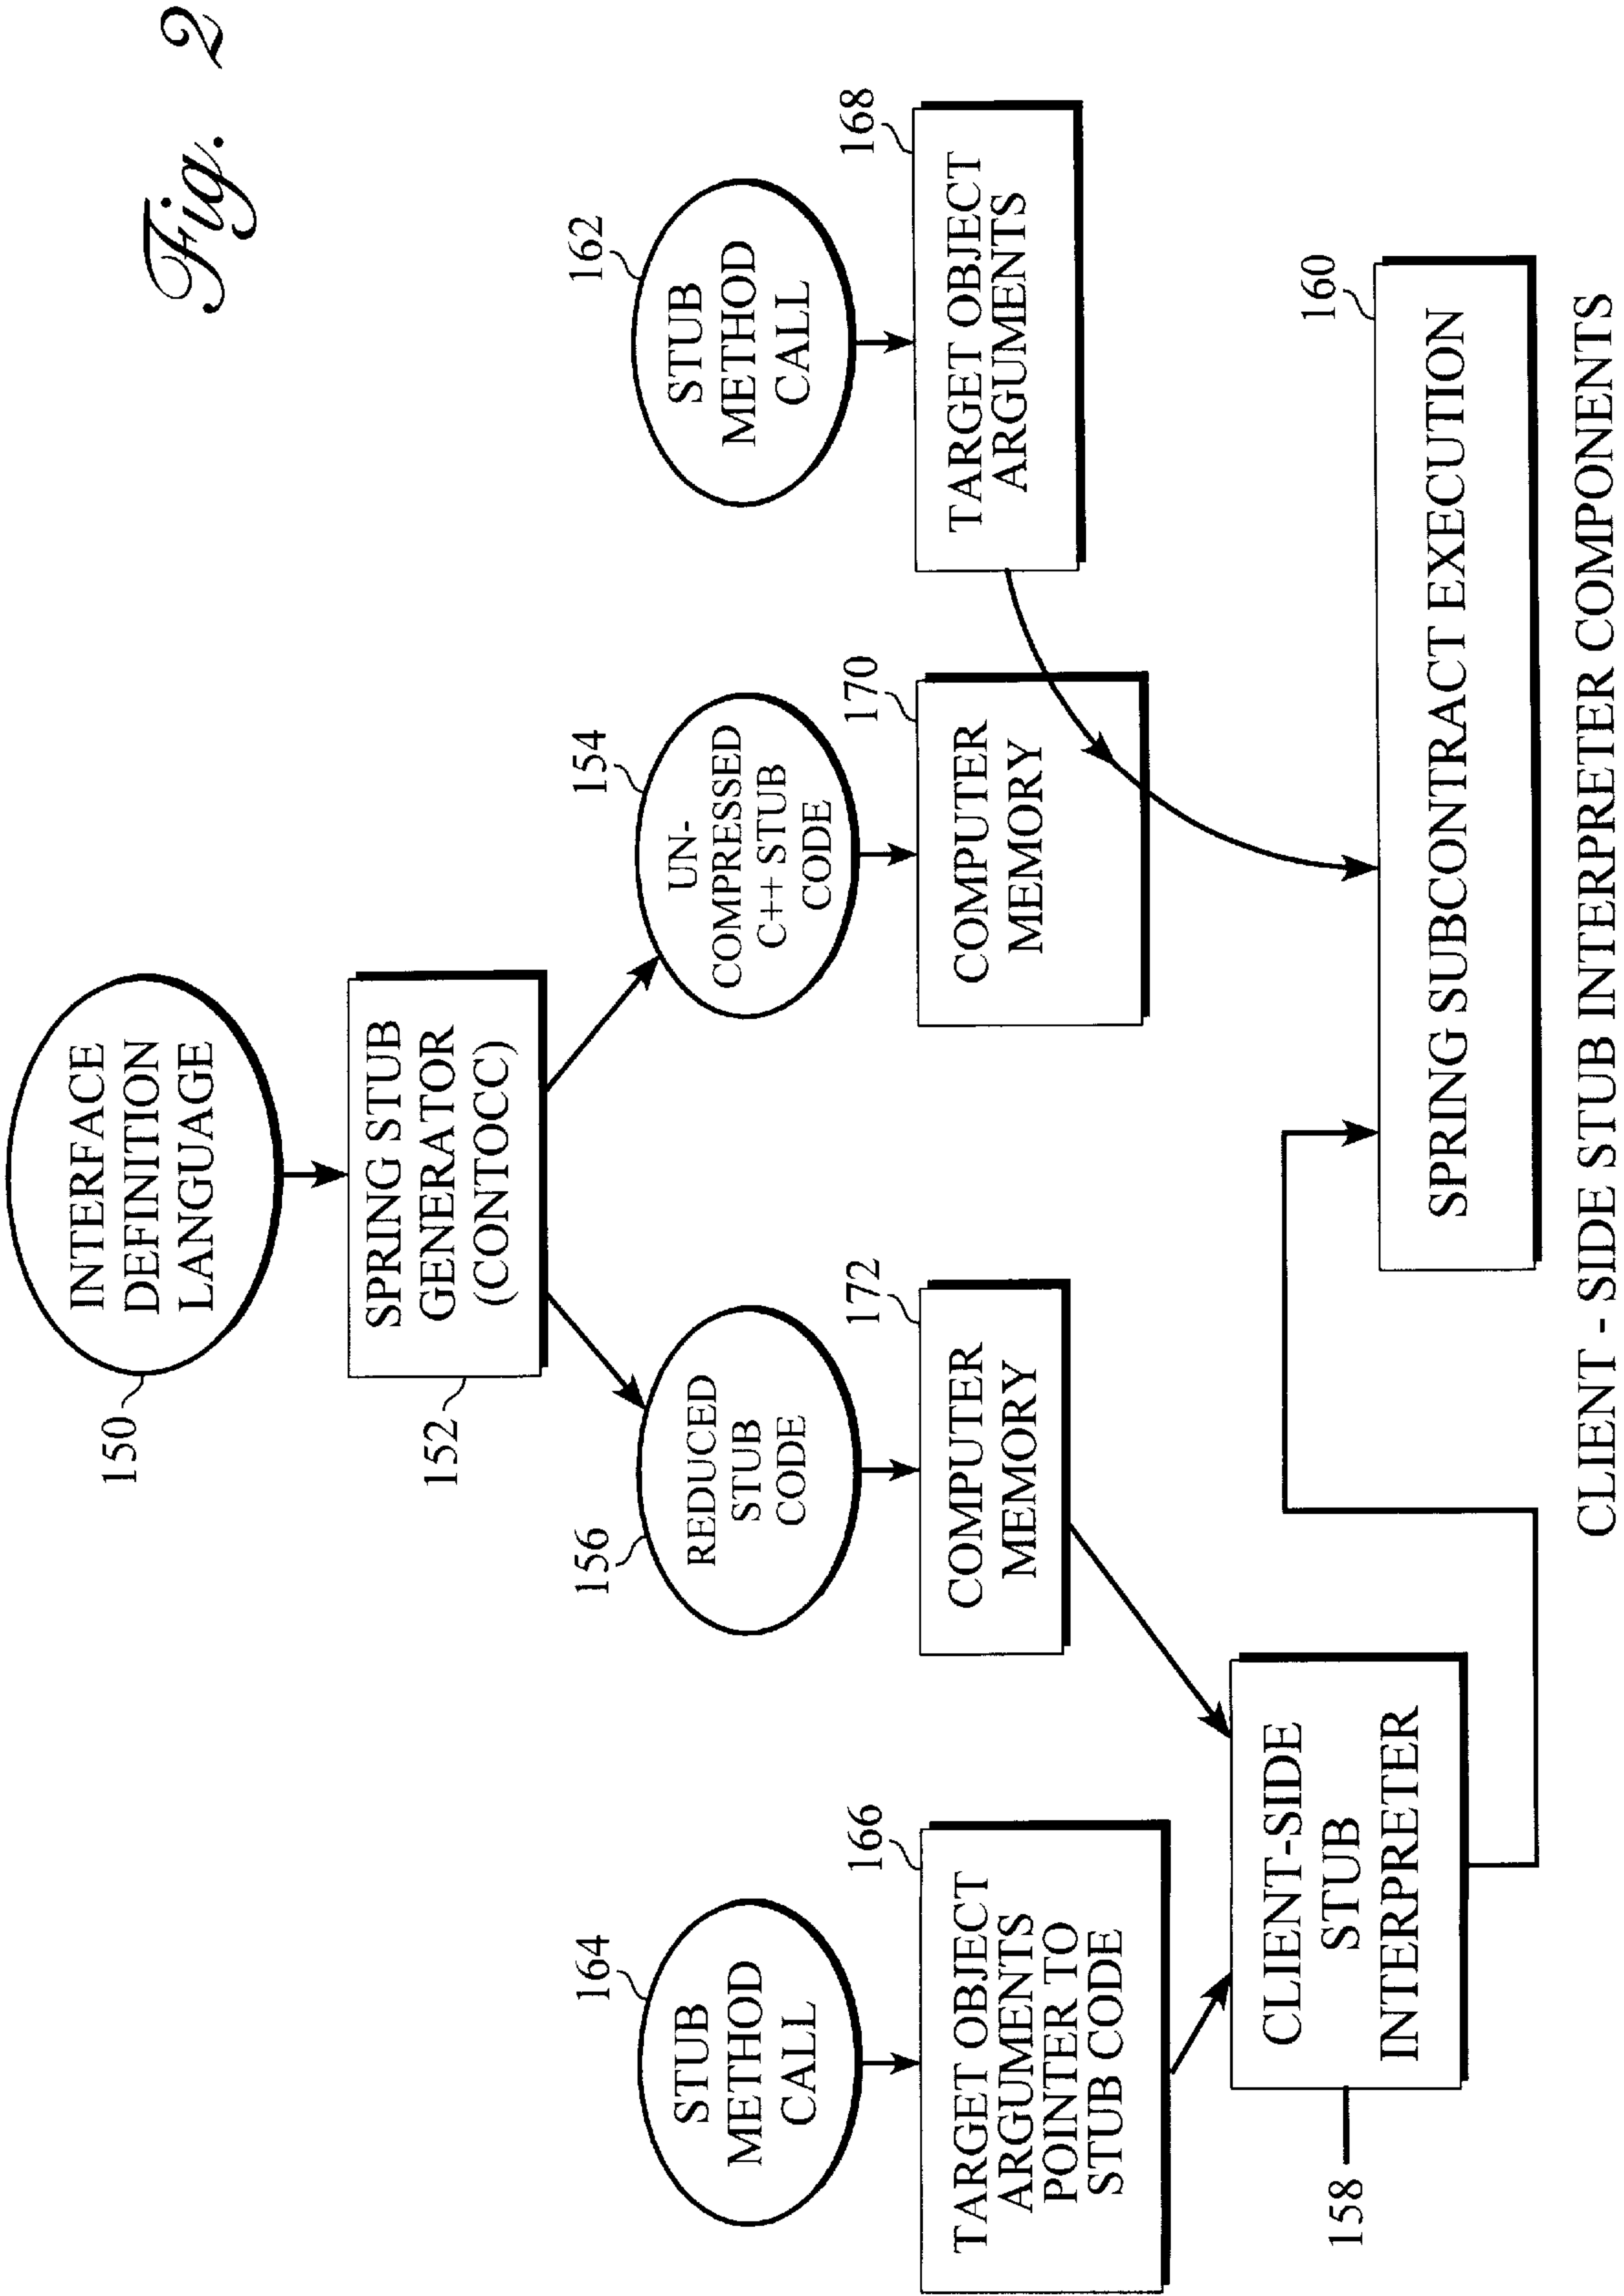 Fig. 2
INTERFACE
DEFINITION
LANGUAGE
150
SPRING STUB
GENERATOR
(CONTOCC)
152
164
STUB
METHOD
CALL
156
REDUCED
STUB
CODE
154
UN-
COMPRESSED
C++ STUB
CODE
162
STUB
METHOD
CALL
166
TARGET OBJECT
ARGUMENTS
POINTER TO
STUB CODE
172
COMPUTER
MEMORY
170
COMPUTER
MEMORY
168
TARGET OBJECT
ARGUMENTS
158
CLIENT-SIDE
STUB
INTERPRETER
160
SPRING SUBCONTRACT EXECUTION
CLIENT - SIDE STUB INTERPRETER COMPONENTS